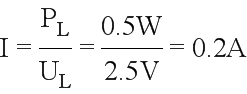 I = P_L / U_L = 0.5W / 2.5V = 0.2A